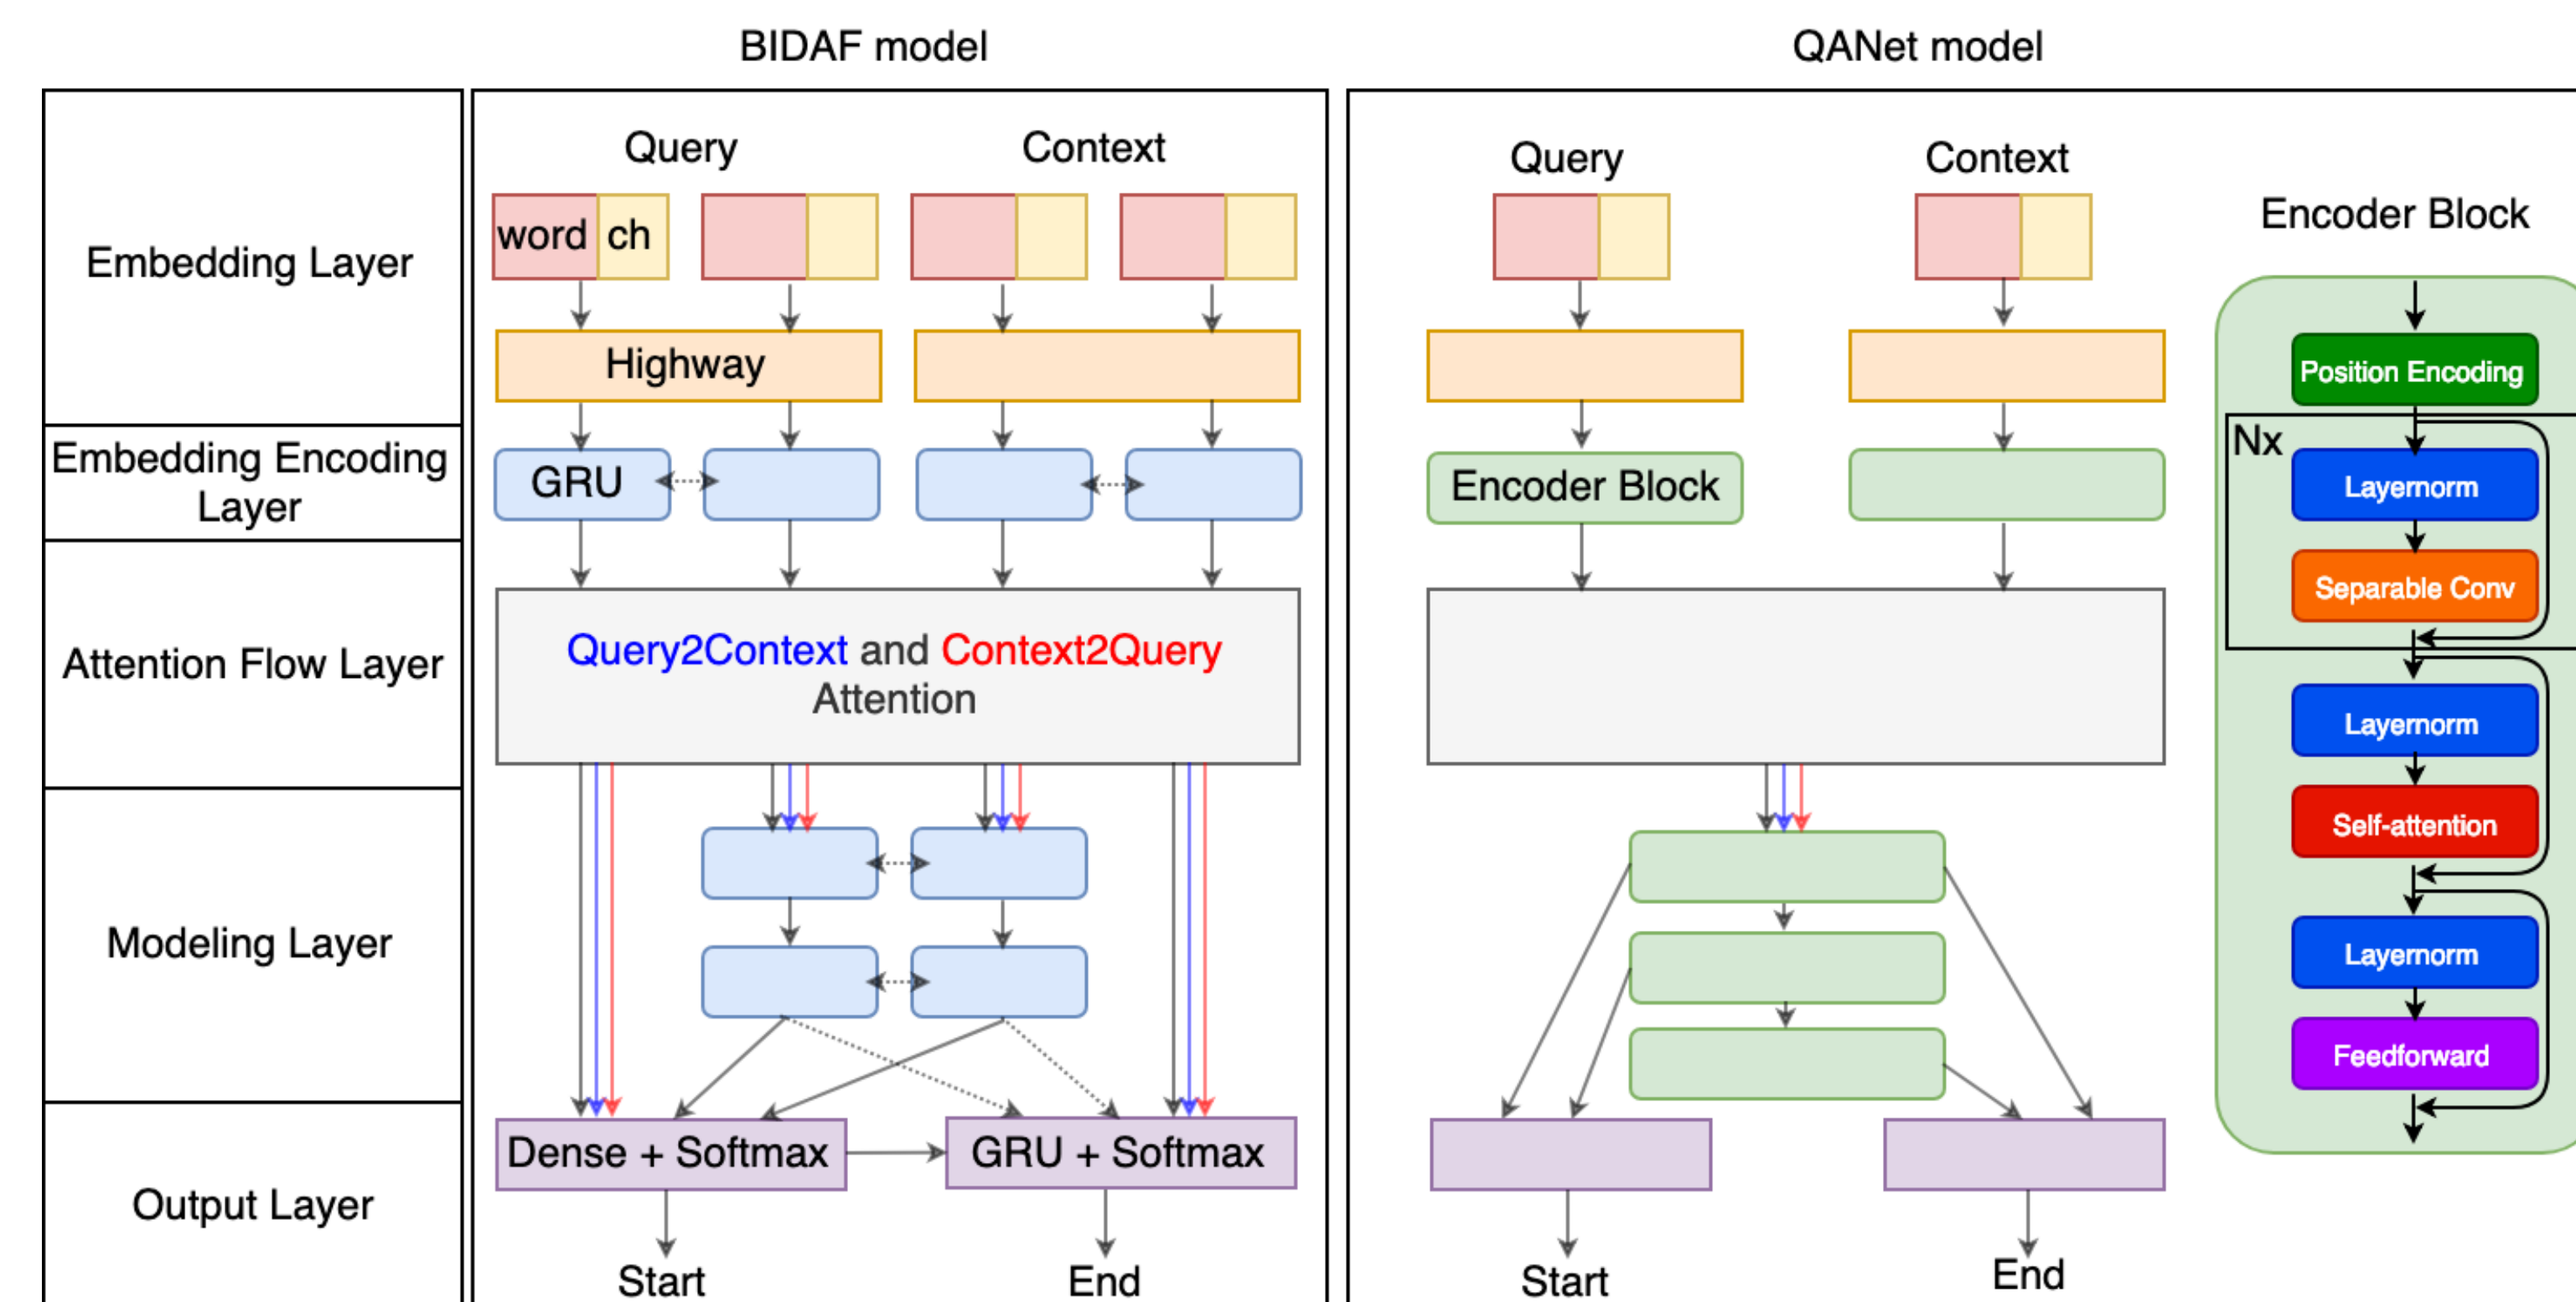 BIDAF model
QANet model
Embedding Layer
Embedding Encoding
Layer
Attention Flow Layer
Modeling Layer
Output Layer
Query
Context
word
ch
Highway
GRU
Query2Context and Context2Query
Attention
Dense + Softmax
GRU + Softmax
Start
End
Query
Context
Encoder Block
Start
End
Encoder Block
Position Encoding
Nx
Layernorm
Separable Conv
Layernorm
Self-attention
Layernorm
Feedforward